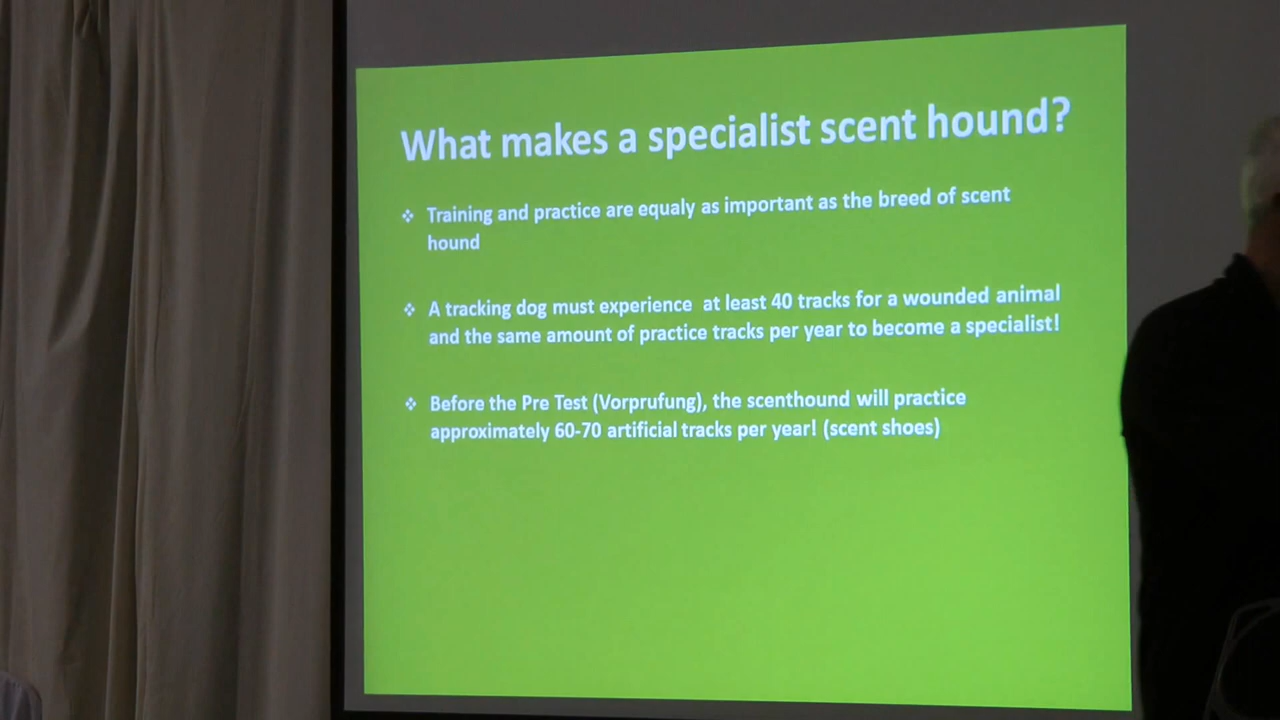 What makes a specialist scent hound?
❖ Training and practice are equaly as important as the breed of scent
hound
❖ A tracking dog must experience at least 40 tracks for a wounded animal
and the same amount of practice tracks per year to become a specialist!
❖ Before the Pre Test (Vorprufung), the scenthound will practice
approximately 60-70 artificial tracks per year! (scent shoes)